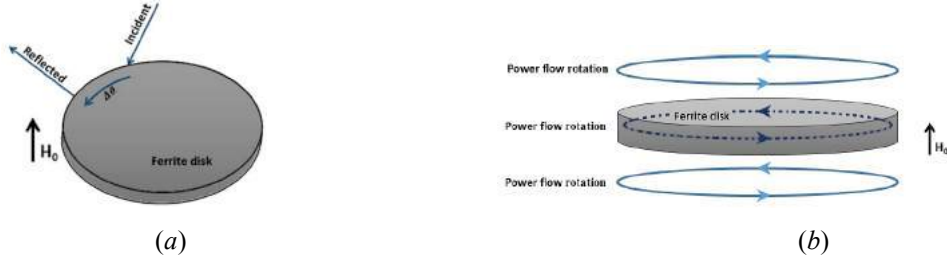 Reflected
Incident
Δθ
H₀
Ferrite disk
(a)
Power flow rotation
Ferrite disk
Power flow rotation
H₀
Power flow rotation
(b)